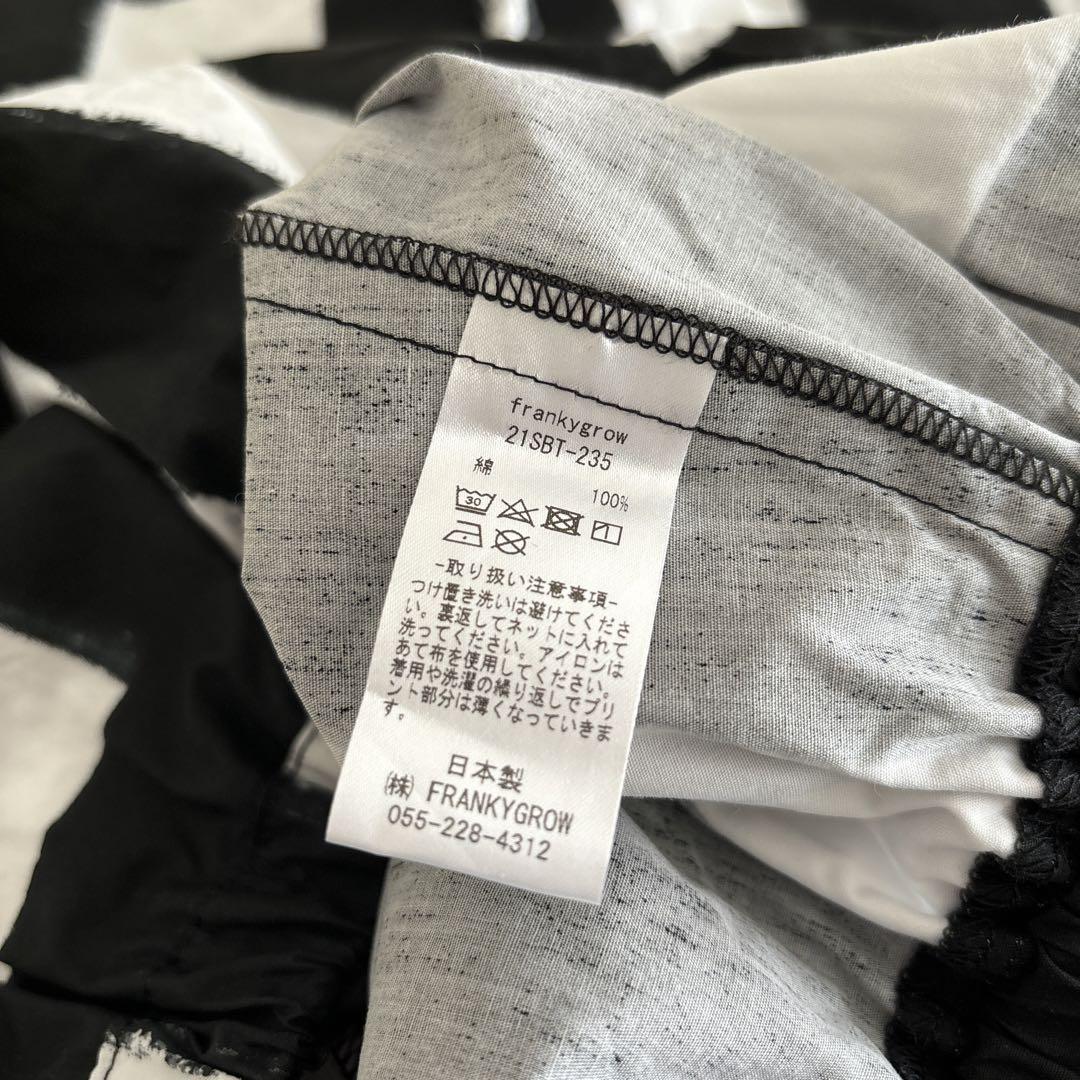 frankygrow
21SBT-235
綿 100%
30
-取り扱い注意事項-
つけ置き洗いは避けてくださ
い。裏返してネットに入れて
洗ってください。アイロンは
あて布を使用してください。
着用や洗濯の繰り返しでプリ
ント部分は薄くなっていきま
す。
日本製
(株) FRANKYGROW
055-228-4312